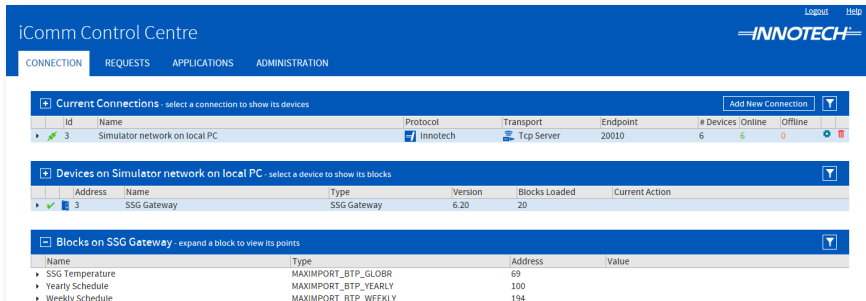 Logout Help
iComm Control Centre
INNOTECH
CONNECTION REQUESTS APPLICATIONS ADMINISTRATION
Current Connections - select a connection to show its devices Add New Connection
Id Name Protocol Transport Endpoint # Devices Online Offline
3 Simulator network on local PC Innotech Tcp Server 20010 6 6 0
Devices on Simulator network on local PC - select a device to show its blocks
Address Name Type Version Blocks Loaded Current Action
3 SSG Gateway SSG Gateway 6.20 20
Blocks on SSG Gateway - expand a block to view its points
Name Type Address Value
SSG Temperature MAXIMPORT_BTP_GLOBR 69
Yearly Schedule MAXIMPORT_BTP_YEARLY 100
Weekly Schedule MAXIMPORT_BTP_WEEKLY 194